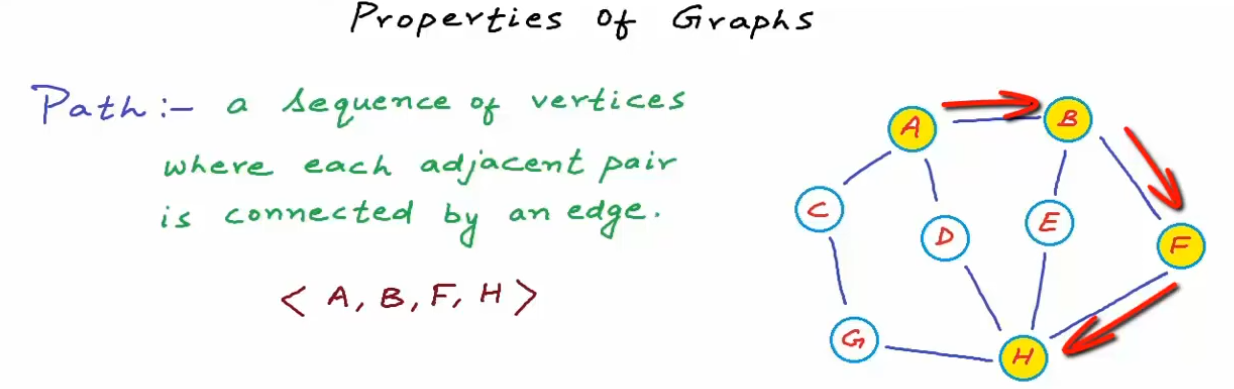 Properties of Graphs
Path :- a sequence of vertices
where each adjacent pair
is connected by an edge.
< A, B, F, H >
A
B
C
D
E
F
G
H